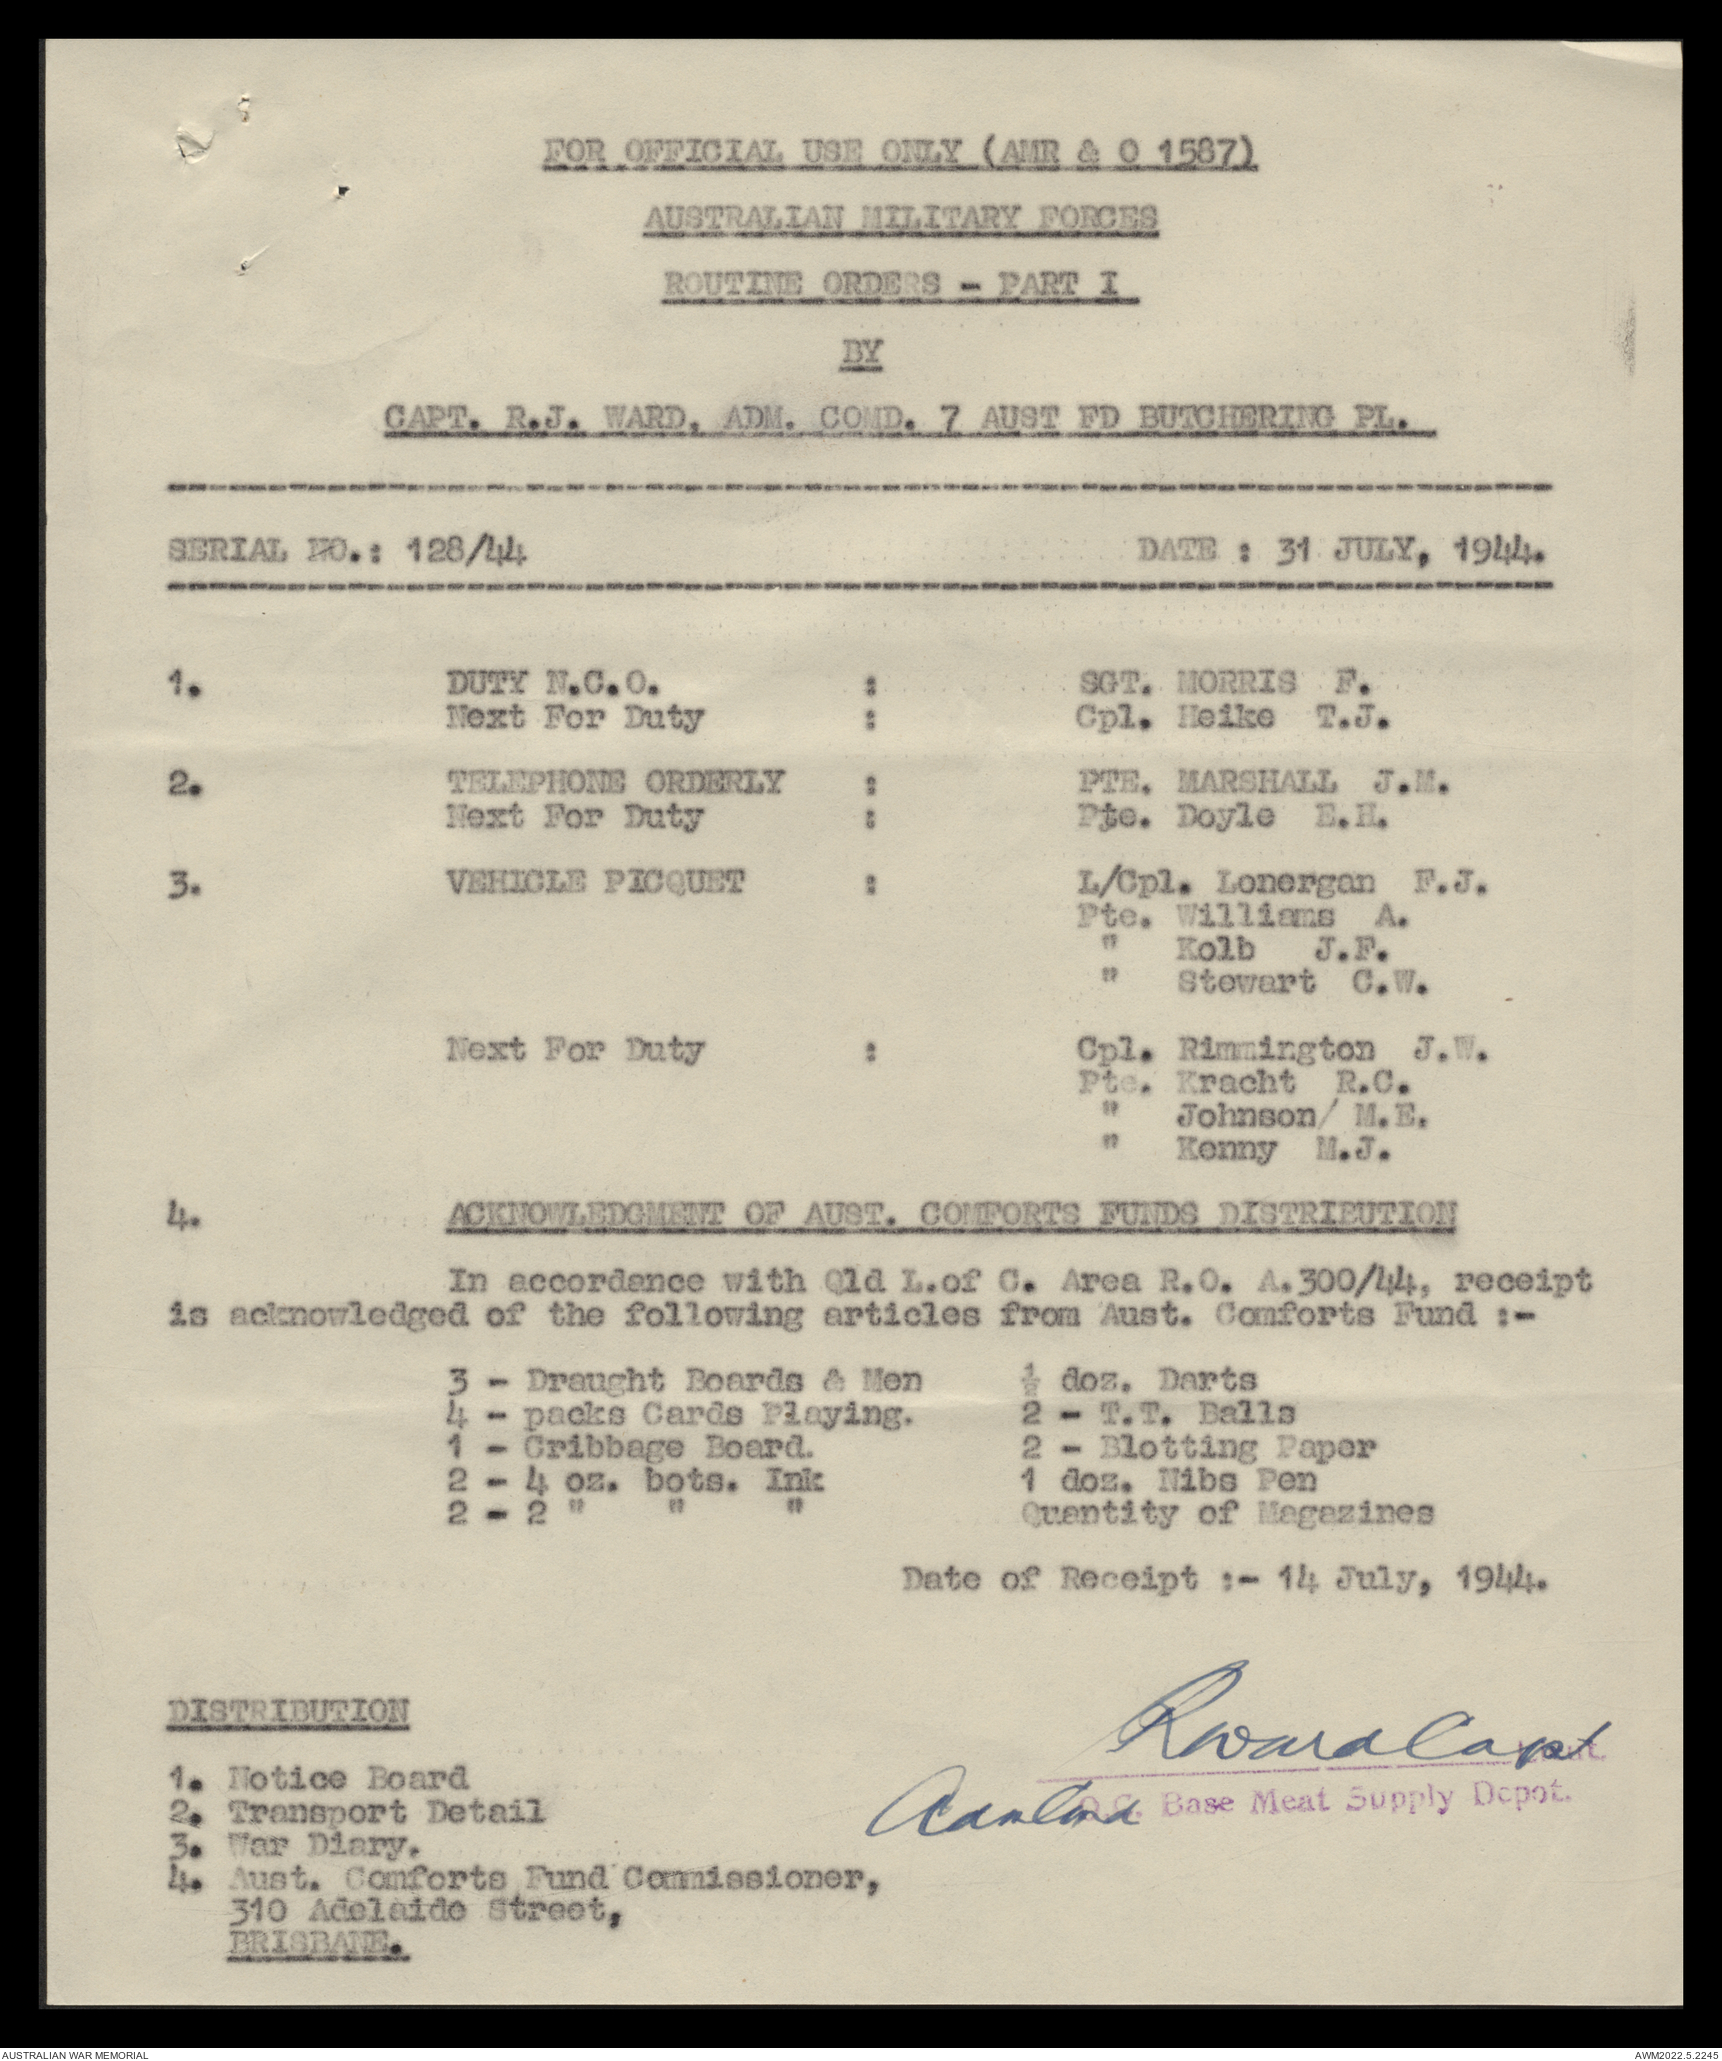 FOR OFFICIAL USE ONLY (AMR & O 1587)
AUSTRALIAN MILITARY FORCES
ROUTINE ORDERS - PART I
BY
CAPT. R.J. WARD, ADM. COMD. 7 AUST FD BUTCHERING PL.
SERIAL NO.: 128/44 DATE : 31 JULY, 1944.
1. DUTY N.C.O. : SGT. MORRIS F.
Next For Duty : Cpl. Heike T.J.
2. TELEPHONE ORDERLY : PTE. MARSHALL J.M.
Next For Duty : Pte. Doyle E.H.
3. VEHICLE PICQUET : L/Cpl. Lonergan F.J.
Pte. Williams A.
" Kolb J.F.
" Stewart C.W.
Next For Duty : Cpl. Rimmington J.W.
Pte. Kracht R.C.
" Johnson/ M.E.
" Kenny M.J.
4. ACKNOWLEDGMENT OF AUST. COMFORTS FUNDS DISTRIBUTION
In accordance with Qld L.of C. Area R.O. A.300/44, receipt
is acknowledged of the following articles from Aust. Comforts Fund :-
3 - Draught Boards & Men ½ doz. Darts
4 - packs Cards Playing. 2 - T.T. Balls
1 - Cribbage Board. 2 - Blotting Paper
2 - 4 oz. bots. Ink 1 doz. Nibs Pen
2 - 2 " " " Quantity of Magazines
Date of Receipt :- 14 July, 1944.
RWard Capt
O.C. Base Meat Supply Depot.
DISTRIBUTION
1. Notice Board
2. Transport Detail
3. War Diary.
4. Aust. Comforts Fund Commissioner,
310 Adelaide Street,
BRISBANE.
AUSTRALIAN WAR MEMORIAL AWM2022.5.2245